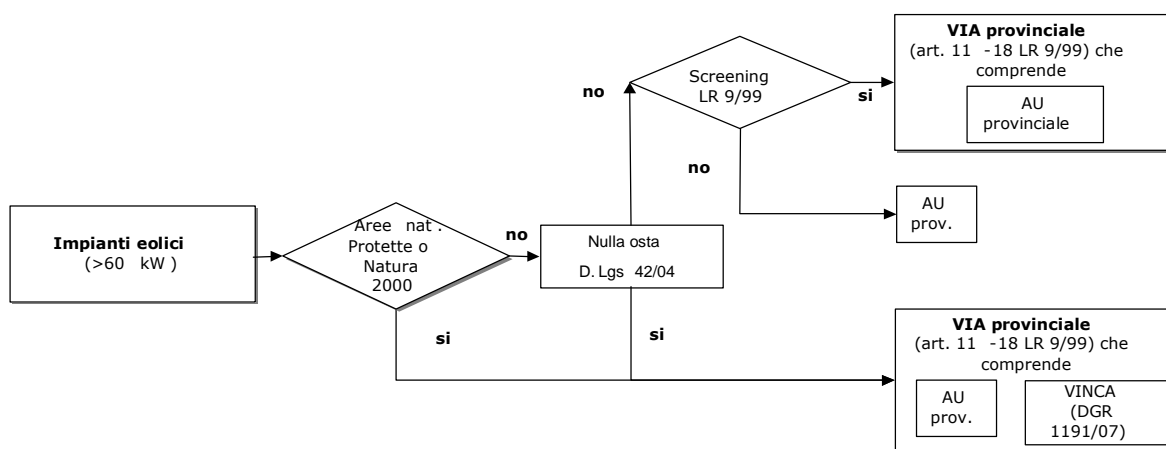 Impianti eolici
(>60 kW )
Aree nat .
Protette o
Natura
2000
no
si
Nulla osta
D. Lgs 42/04
no
si
Screening
LR 9/99
si
no
VIA provinciale
(art. 11 -18 LR 9/99) che
comprende
AU
provinciale
AU
prov.
VIA provinciale
(art. 11 -18 LR 9/99) che
comprende
AU
prov.
VINCA
(DGR
1191/07)